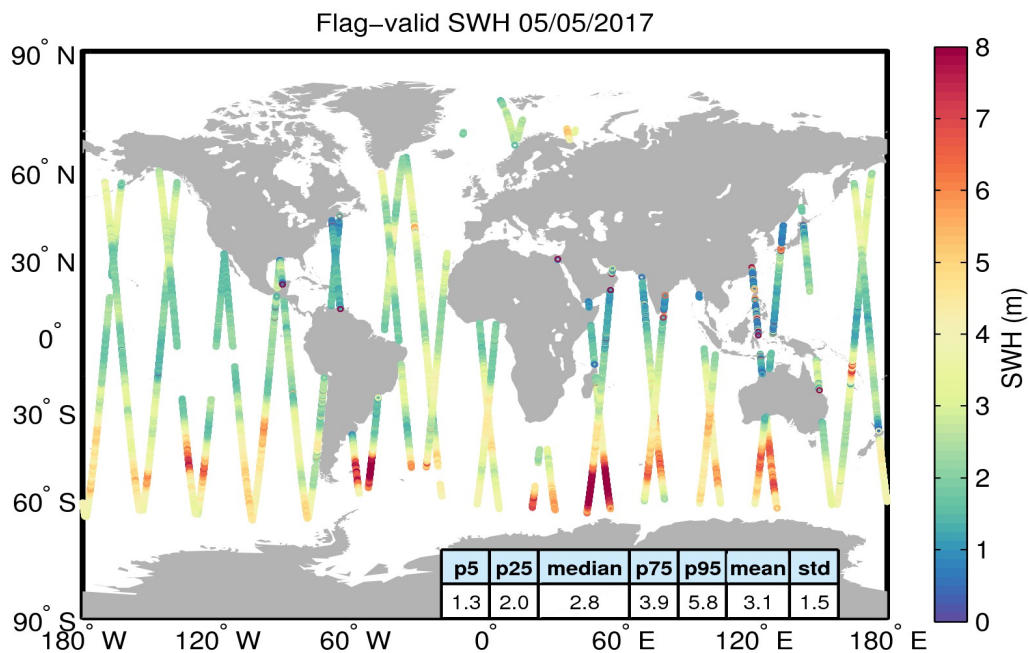 Flag−valid SWH 05/05/2017
90° N
60° N
30° N
0°
30° S
60° S
90° S
180° W
120° W
60° W
0°
60° E
120° E
180° E
p5 p25 median p75 p95 mean std
1.3 2.0 2.8 3.9 5.8 3.1 1.5
8
7
6
5
4
3
2
1
0
SWH (m)